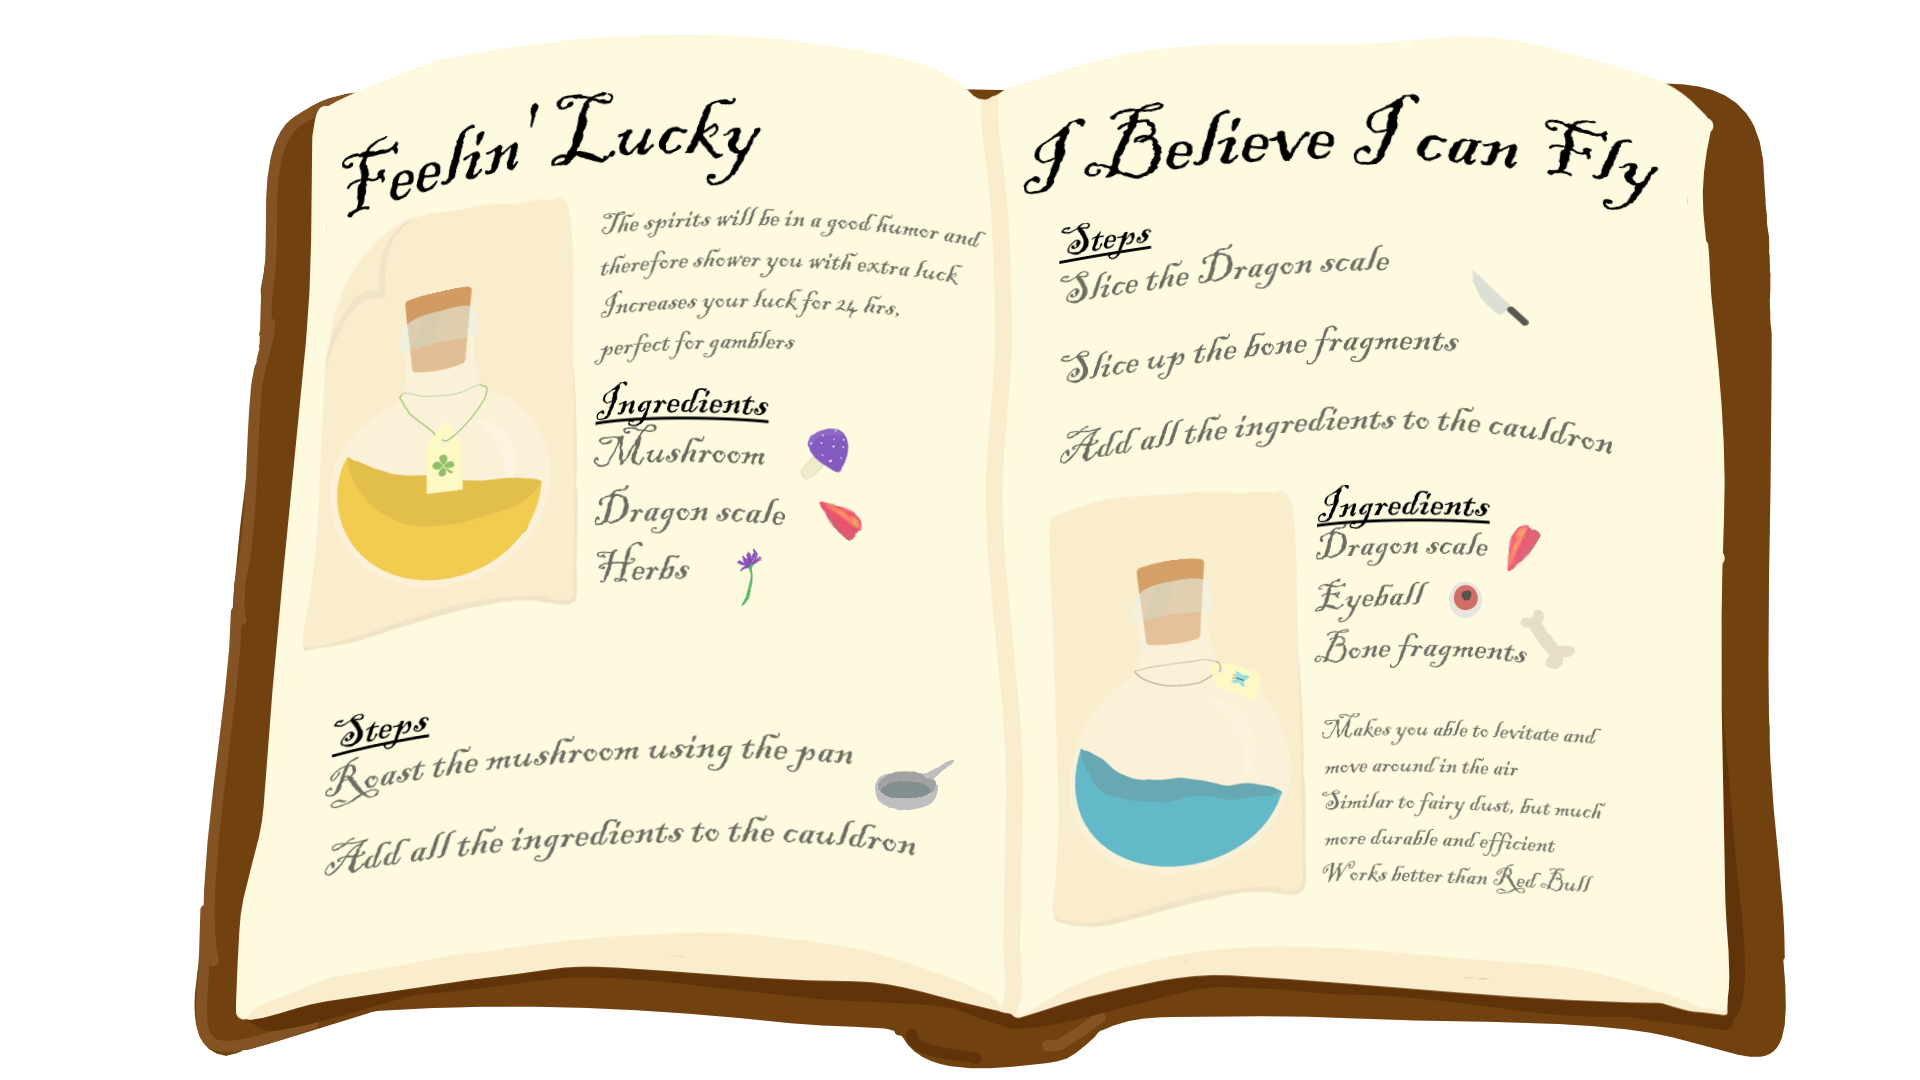 Feelin' Lucky
The spirits will be in a good humor and
therefore shower you with extra luck
Increases your luck for 24 hrs,
perfect for gamblers
Ingredients
Mushroom
Dragon scale
Herbs
Steps
Roast the mushroom using the pan
Add all the ingredients to the cauldron
I Believe I can Fly
Steps
Slice the Dragon scale
Slice up the bone fragments
Add all the ingredients to the cauldron
Ingredients
Dragon scale
Eyeball
Bone fragments
Makes you able to levitate and
move around in the air
Similar to fairy dust, but much
more durable and efficient
Works better than Red Bull